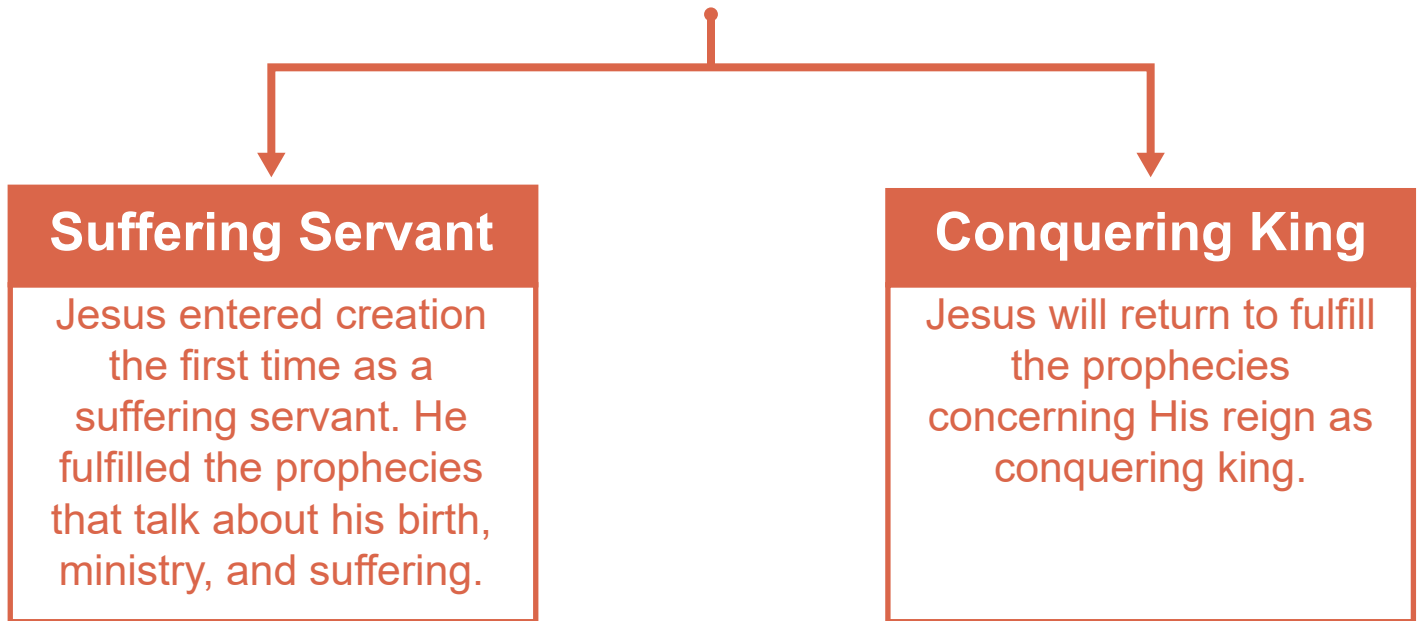 Suffering Servant
Jesus entered creation
the first time as a
suffering servant. He
fulfilled the prophecies
that talk about his birth,
ministry, and suffering.
Conquering King
Jesus will return to fulfill
the prophecies
concerning His reign as
conquering king.